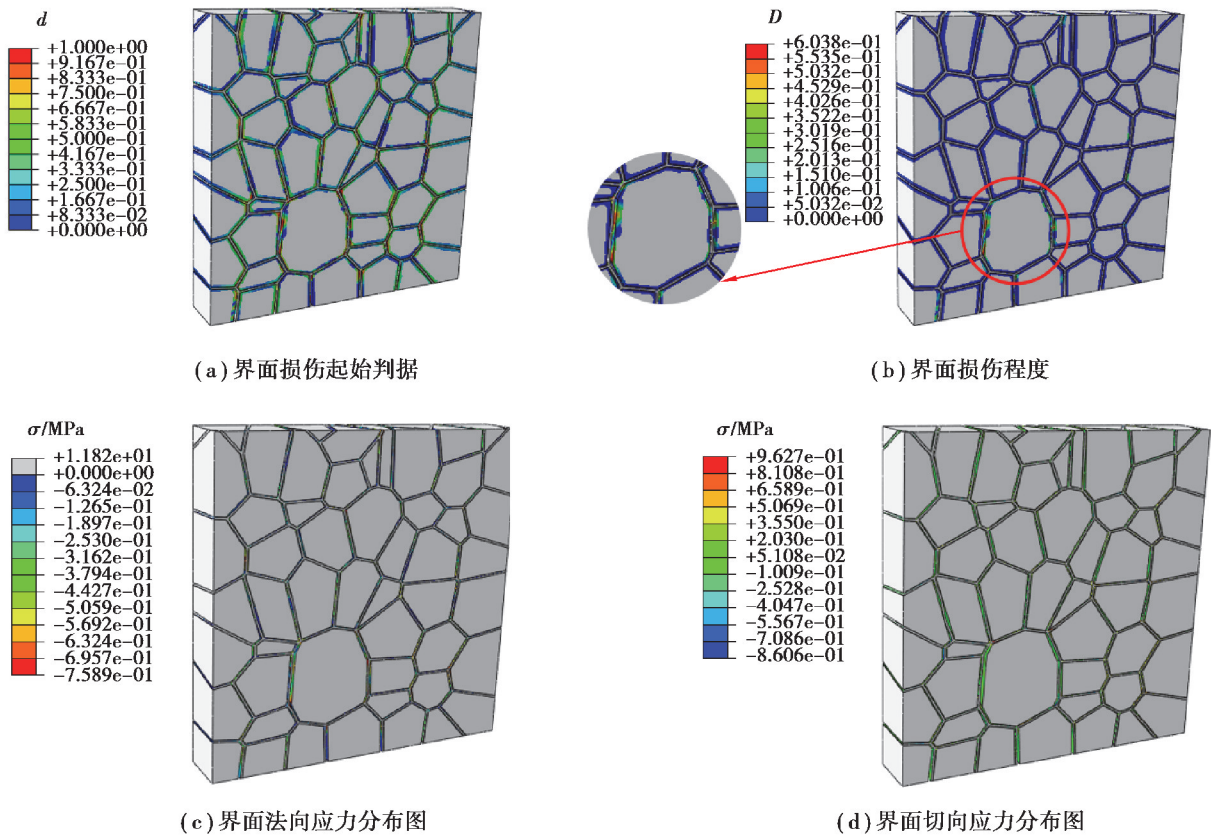 d
+1.000e+00
+9.167e-01
+8.333e-01
+7.500e-01
+6.667e-01
+5.833e-01
+5.000e-01
+4.167e-01
+3.333e-01
+2.500e-01
+1.667e-01
+8.333e-02
+0.000e+00
(a)界面损伤起始判据
D
+6.038e-01
+5.535e-01
+5.032e-01
+4.529e-01
+4.026e-01
+3.522e-01
+3.019e-01
+2.516e-01
+2.013e-01
+1.510e-01
+1.006e-01
+5.032e-02
+0.000e+00
(b)界面损伤程度
σ/MPa
+1.182e+01
+0.000e+00
-6.324e-02
-1.265e-01
-1.897e-01
-2.530e-01
-3.162e-01
-3.794e-01
-4.427e-01
-5.059e-01
-5.692e-01
-6.324e-01
-6.957e-01
-7.589e-01
(c)界面法向应力分布图
σ/MPa
+9.627e-01
+8.108e-01
+6.589e-01
+5.069e-01
+3.550e-01
+2.030e-01
+5.108e-02
-1.009e-01
-2.528e-01
-4.047e-01
-5.567e-01
-7.086e-01
-8.606e-01
(d)界面切向应力分布图